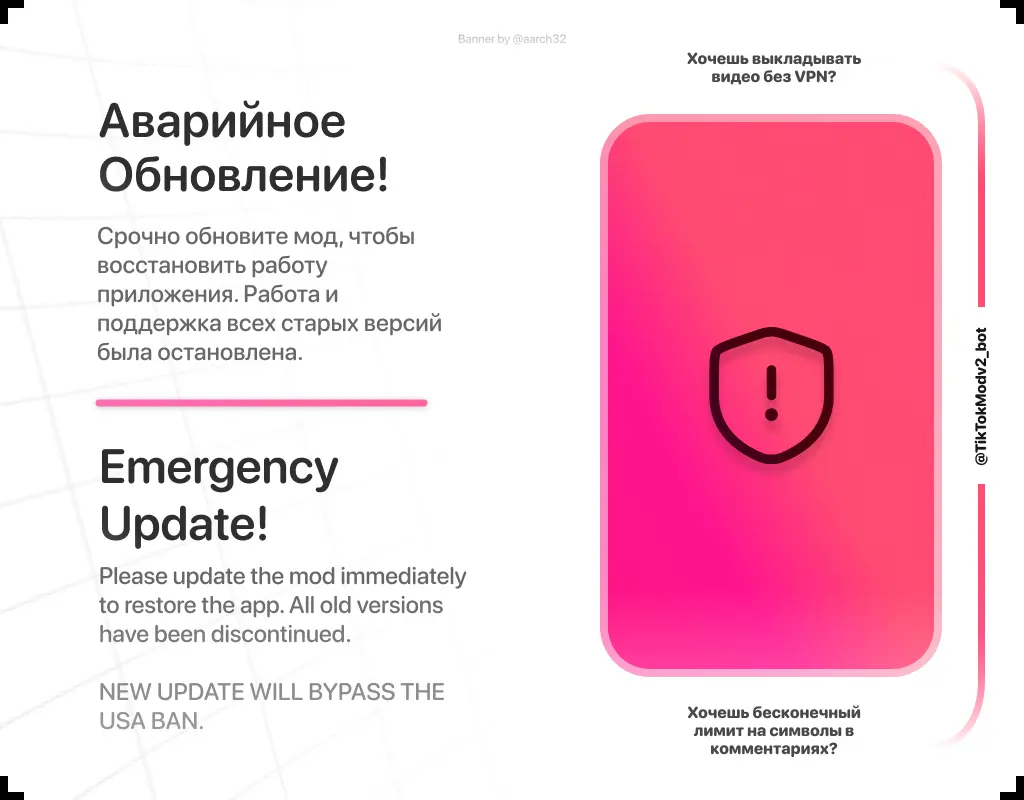 Banner by @aarch32
Аварийное
Обновление!
Срочно обновите мод, чтобы
восстановить работу
приложения. Работа и
поддержка всех старых версий
была остановлена.
Emergency
Update!
Please update the mod immediately
to restore the app. All old versions
have been discontinued.
NEW UPDATE WILL BYPASS THE
USA BAN.
Хочешь выкладывать
видео без VPN?
@TikTokModv2_bot
Хочешь бесконечный
лимит на символы в
комментариях?